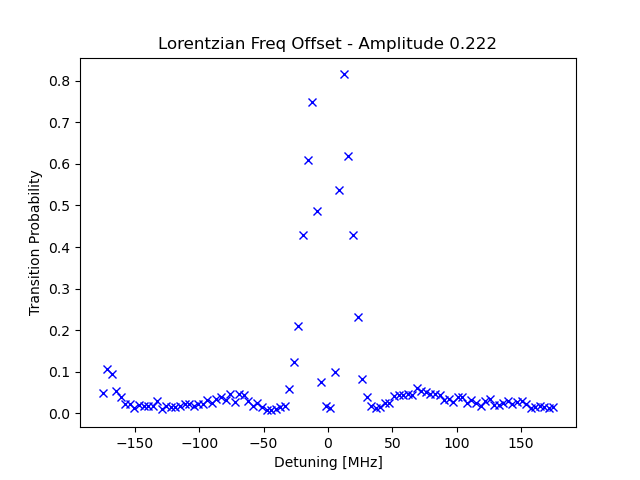 Lorentzian Freq Offset - Amplitude 0.222
0.8
0.7
0.6
0.5
0.4
0.3
0.2
0.1
0.0
Transition Probability
−150 −100 −50 0 50 100 150
Detuning [MHz]